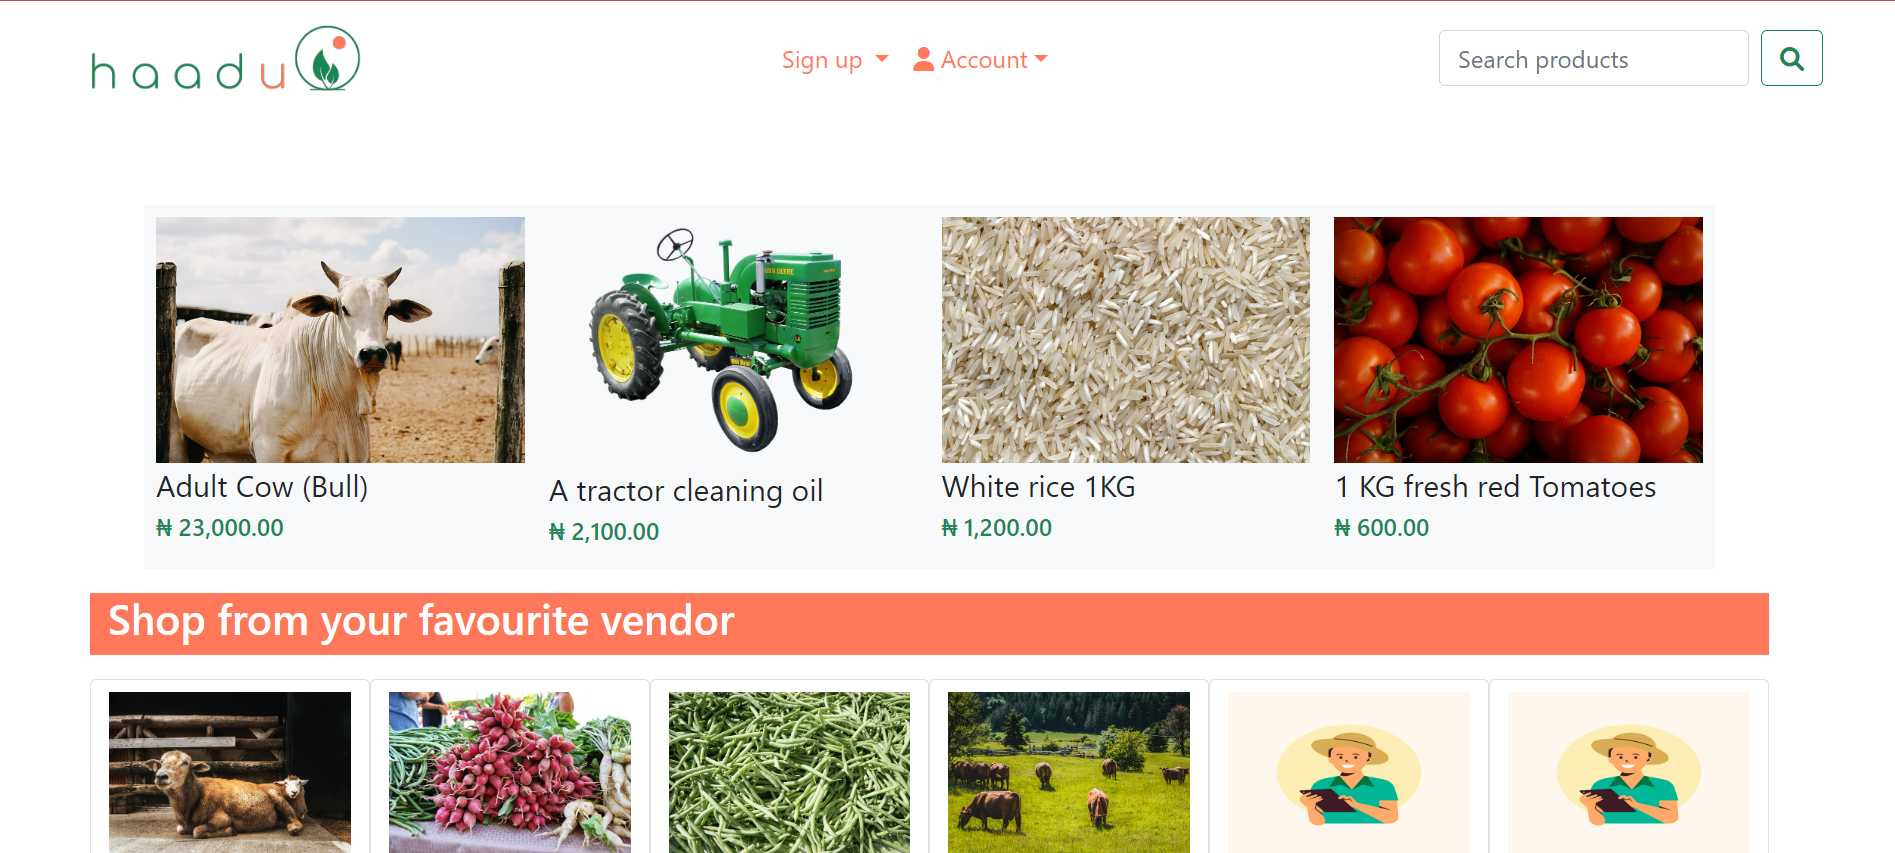 haadu
Sign up
Account
Search products
Adult Cow (Bull)
₦ 23,000.00
A tractor cleaning oil
₦ 2,100.00
White rice 1KG
₦ 1,200.00
1 KG fresh red Tomatoes
₦ 600.00
Shop from your favourite vendor